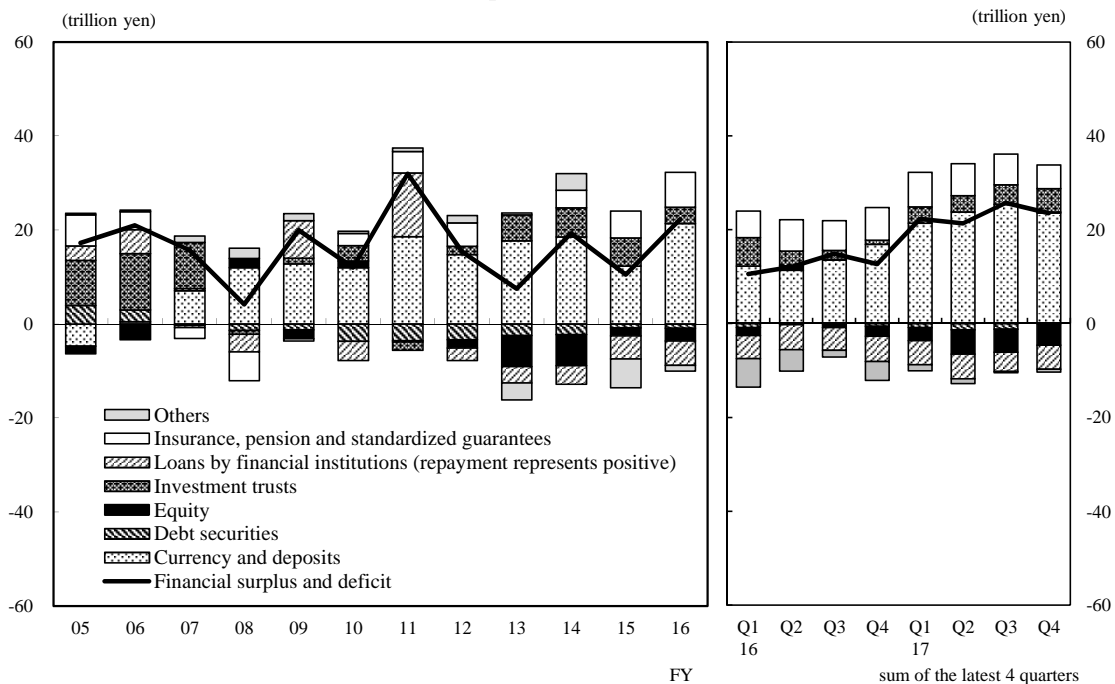 (trillion yen)
(trillion yen)
60
40
20
0
-20
-40
-60
60
40
20
0
-20
-40
-60
Others
Insurance, pension and standardized guarantees
Loans by financial institutions (repayment represents positive)
Investment trusts
Equity
Debt securities
Currency and deposits
Financial surplus and deficit
05 06 07 08 09 10 11 12 13 14 15 16
Q1 Q2 Q3 Q4 Q1 Q2 Q3 Q4
16 17
FY
sum of the latest 4 quarters